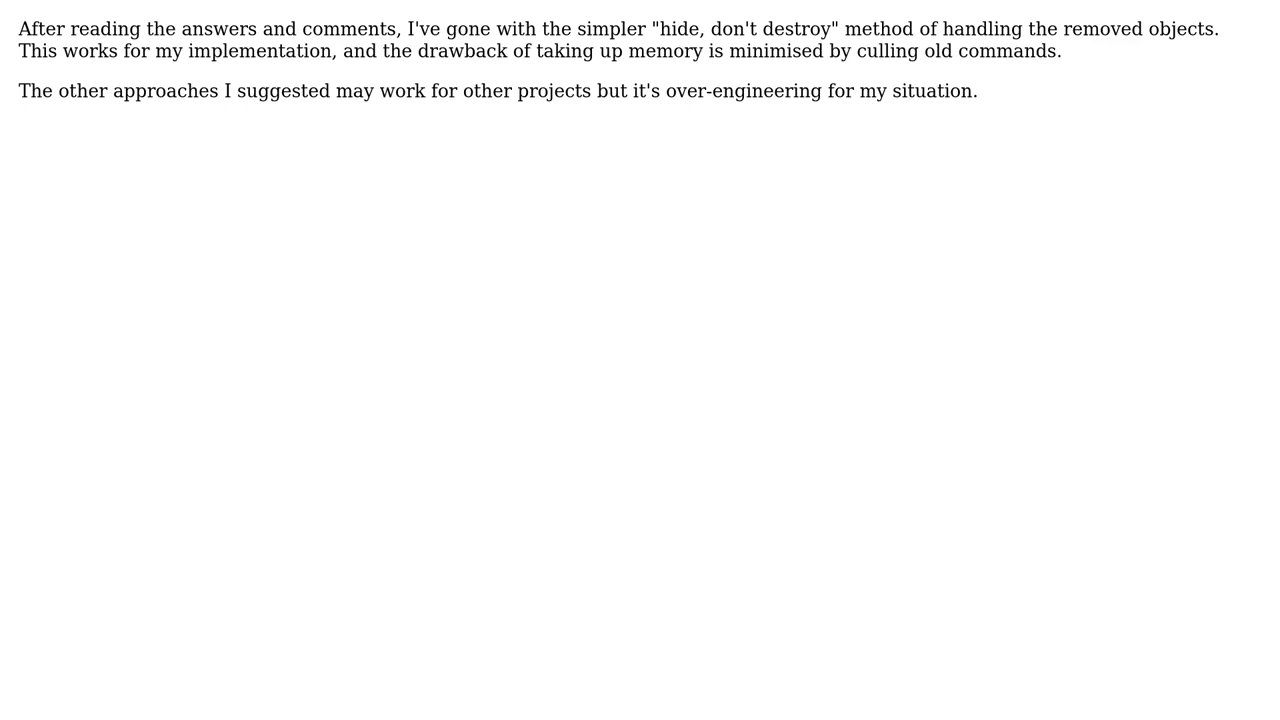 After reading the answers and comments, I've gone with the simpler "hide, don't destroy" method of handling the removed objects.
This works for my implementation, and the drawback of taking up memory is minimised by culling old commands.
The other approaches I suggested may work for other projects but it's over-engineering for my situation.